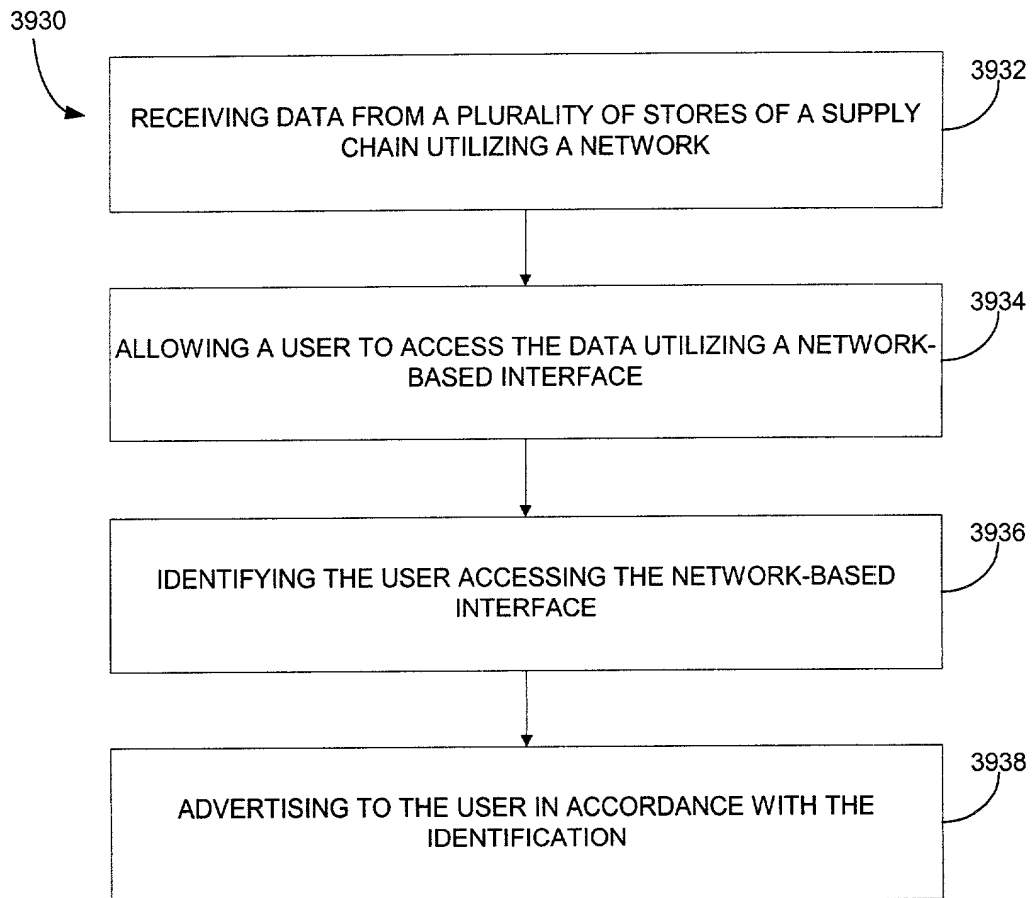 3930
3932
RECEIVING DATA FROM A PLURALITY OF STORES OF A SUPPLY
CHAIN UTILIZING A NETWORK
3934
ALLOWING A USER TO ACCESS THE DATA UTILIZING A NETWORK-
BASED INTERFACE
3936
IDENTIFYING THE USER ACCESSING THE NETWORK-BASED
INTERFACE
3938
ADVERTISING TO THE USER IN ACCORDANCE WITH THE
IDENTIFICATION